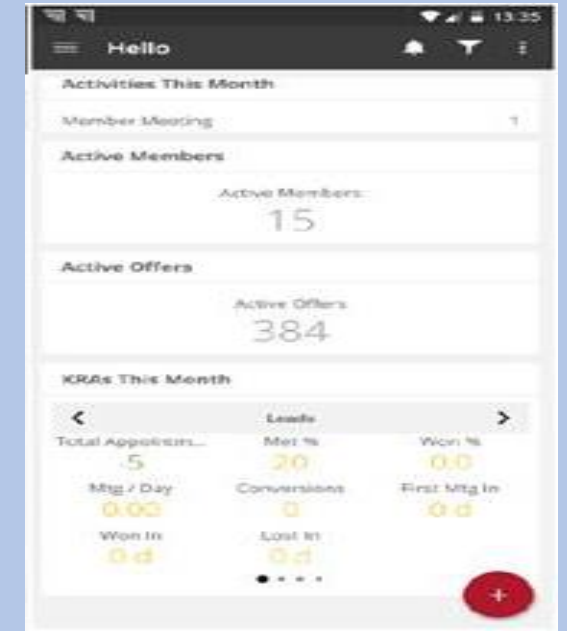 13:35
Hello
Activities This Month
Member Meeting 1
Active Members
Active Members
15
Active Offers
Active Offers
384
KRAs This Month
Leads
Total Appointm... Met % Won %
5 20 0.0
Mtg / Day Conversions First Mtg In
0.00 0 0 d
Won In Lost In
0 d 0 d
+